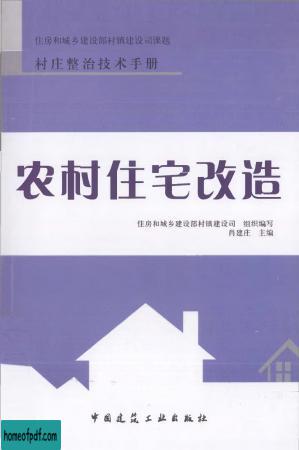 住房和城乡建设部村镇建设司课题
村庄整治技术手册
农村住宅改造
住房和城乡建设部村镇建设司 组织编写
肖建庄 主编
中国建筑工业出版社
homeofpdf.com